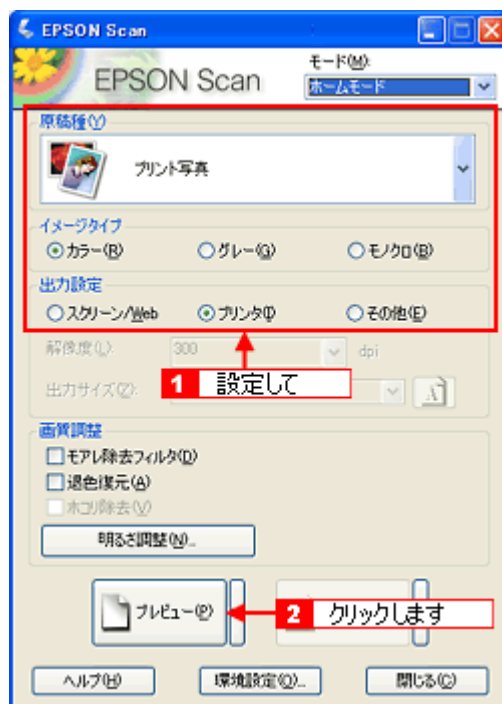 EPSON Scan
EPSON Scan
モード(M):
ホームモード
原稿種(Y)
プリント写真
イメージタイプ
カラー(R) グレー(G) モノクロ(B)
出力設定
スクリーン/Web プリンタ(I) その他(E)
解像度(L): 300 dpi
1 設定して
出力サイズ(Z):
画質調整
モアレ除去フィルタ(D)
退色復元(A)
ホコリ除去(V)
明るさ調整(N)...
プレビュー(P)
2 クリックします
ヘルプ(H) 環境設定(O)... 閉じる(C)